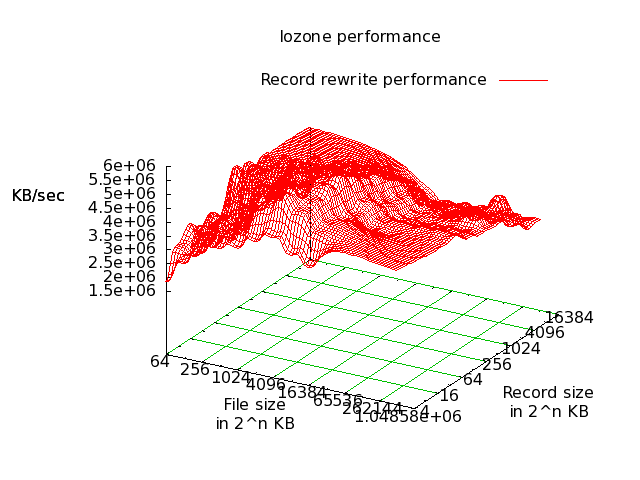 Iozone performance
Record rewrite performance
KB/sec
6e+06
5.5e+06
5e+06
4.5e+06
4e+06
3.5e+06
3e+06
2.5e+06
2e+06
1.5e+06
64
256
1024
4096
16384
65536
262144
1.04858e+06
4
16
64
256
1024
4096
16384
File size
in 2^n KB
Record size
in 2^n KB